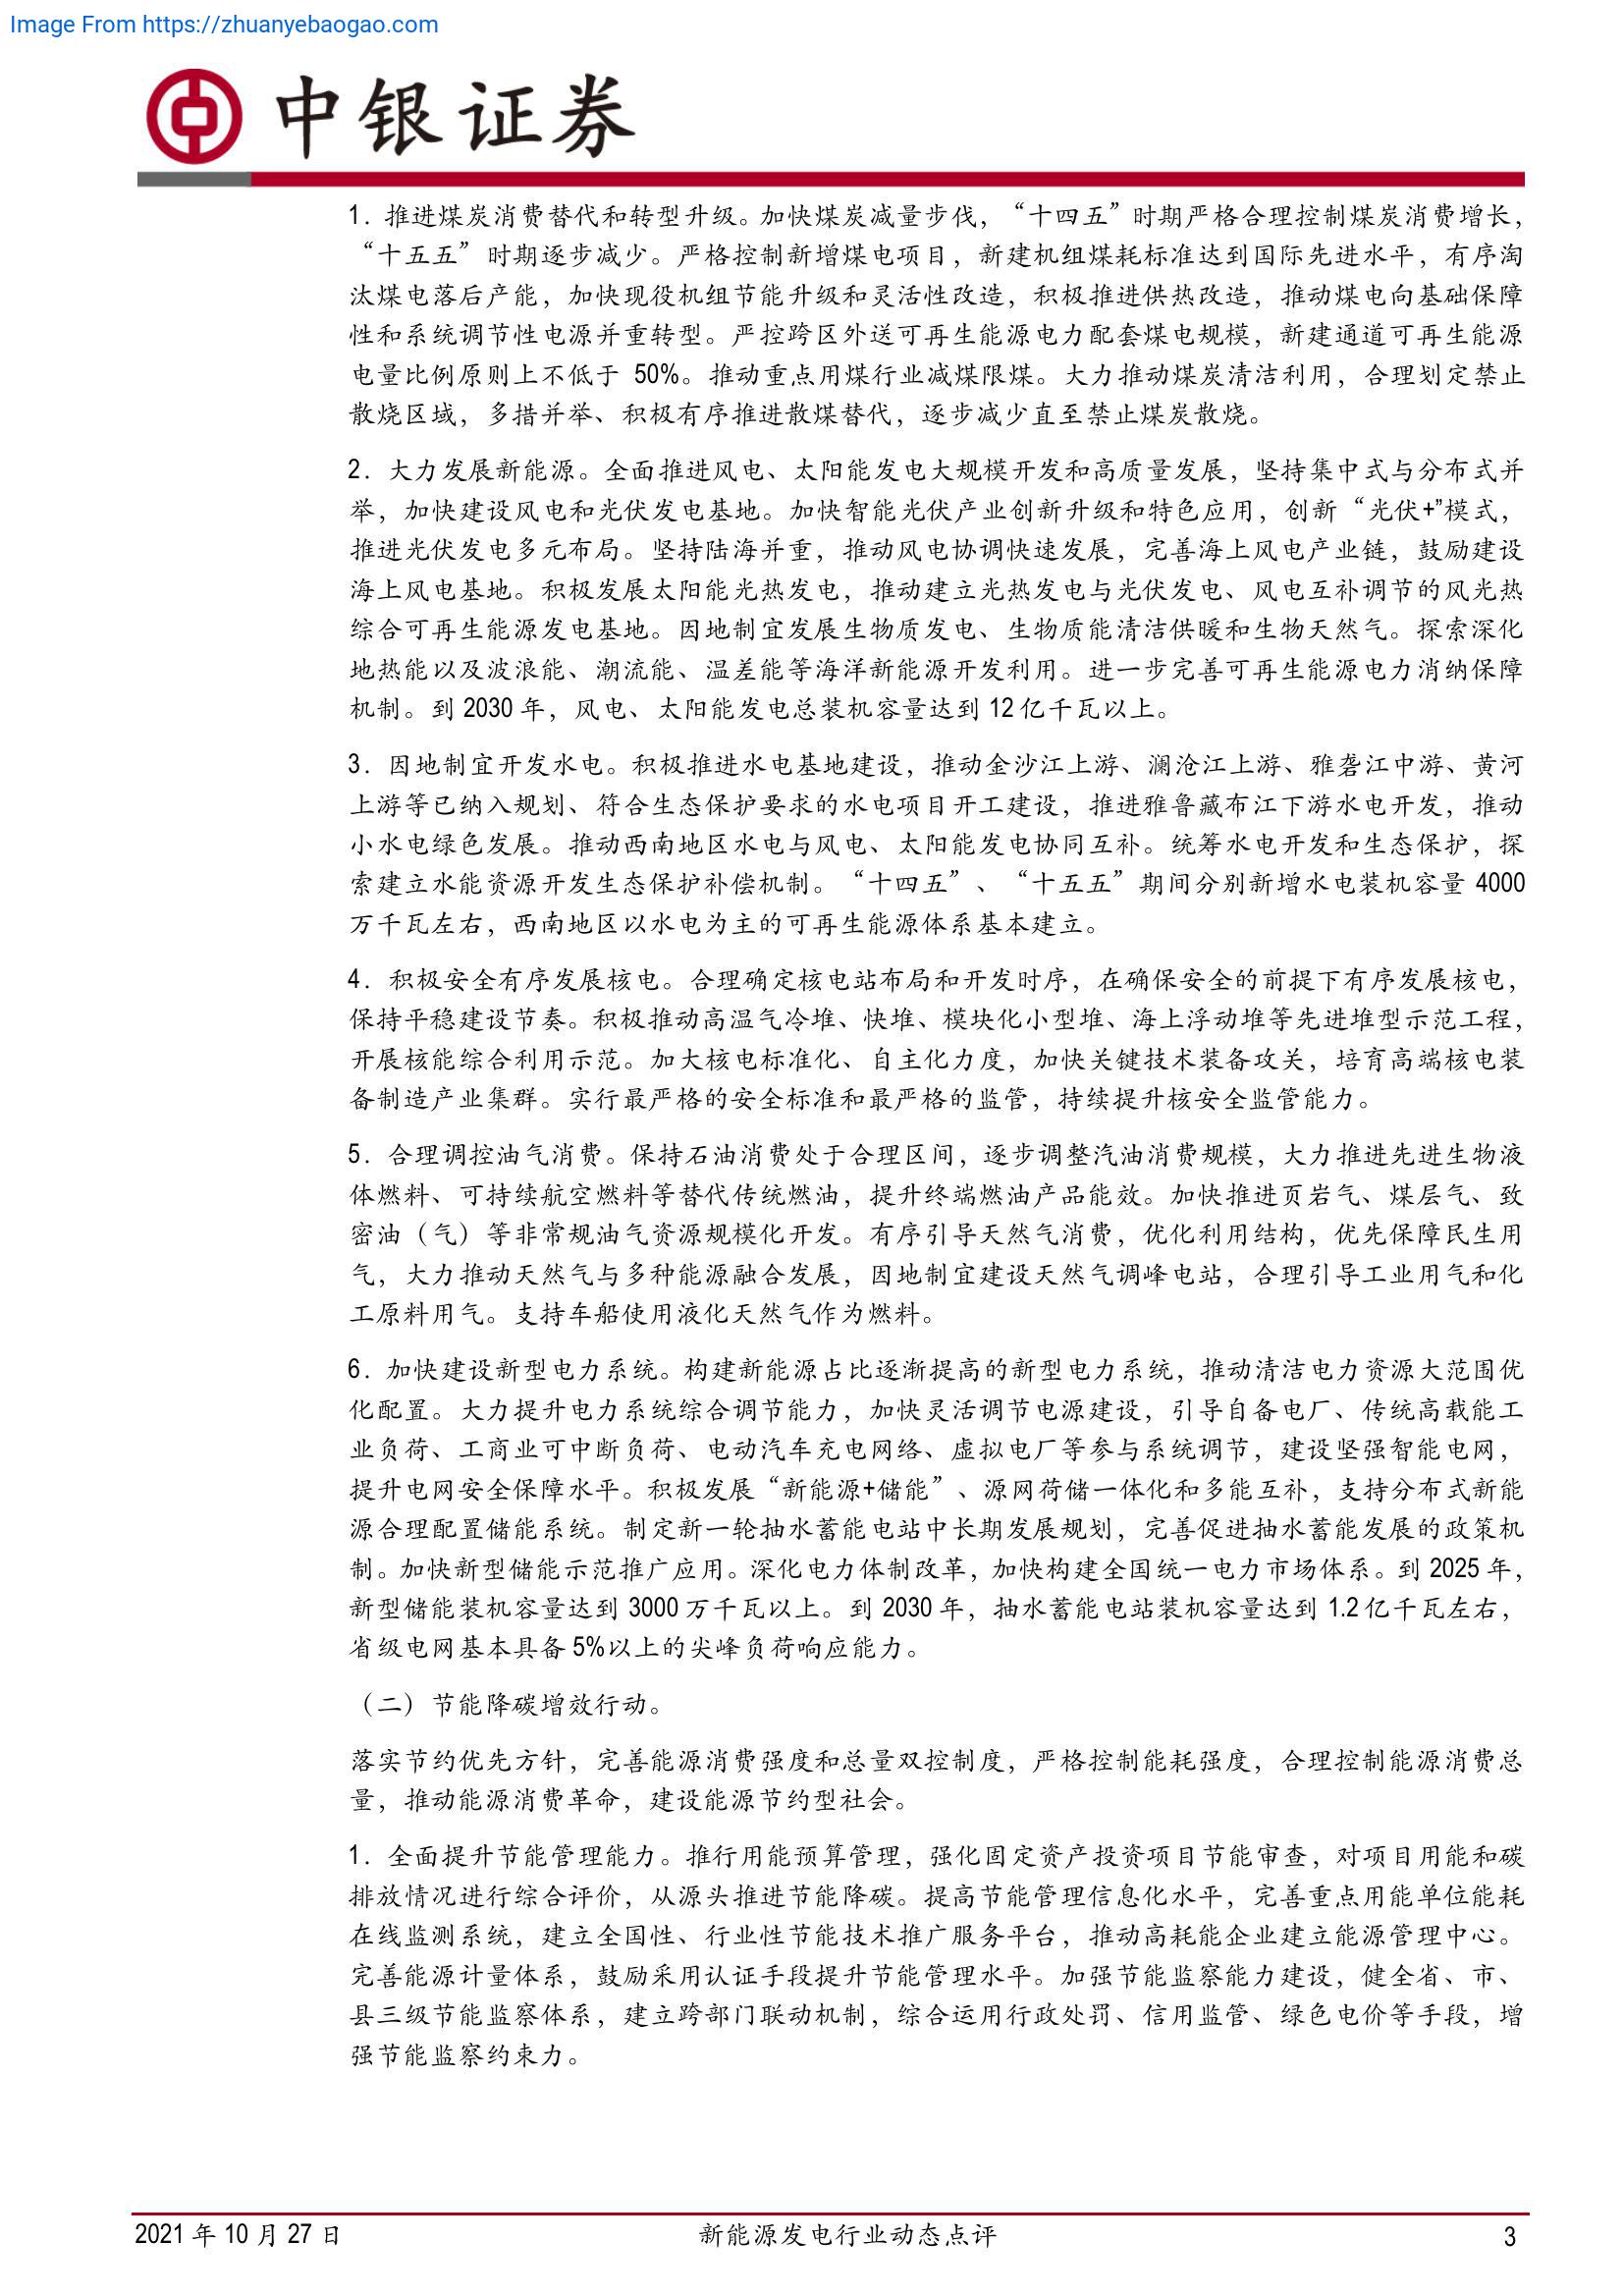 Image From https://zhuanyebaogao.com
中银证券
1. 推进煤炭消费替代和转型升级。加快煤炭减量步伐，“十四五”时期严格合理控制煤炭消费增长，
“十五五”时期逐步减少。严格控制新增煤电项目，新建机组煤耗标准达到国际先进水平，有序淘
汰煤电落后产能，加快现役机组节能升级和灵活性改造，积极推进供热改造，推动煤电向基础保障
性和系统调节性电源并重转型。严控跨区外送可再生能源电力配套煤电规模，新建通道可再生能源
电量比例原则上不低于 50%。推动重点用煤行业减煤限煤。大力推动煤炭清洁利用，合理划定禁止
散烧区域，多措并举、积极有序推进散煤替代，逐步减少直至禁止煤炭散烧。
2. 大力发展新能源。全面推进风电、太阳能发电大规模开发和高质量发展，坚持集中式与分布式并
举，加快建设风电和光伏发电基地。加快智能光伏产业创新升级和特色应用，创新“光伏+”模式，
推进光伏发电多元布局。坚持陆海并重，推动风电协调快速发展，完善海上风电产业链，鼓励建设
海上风电基地。积极发展太阳能光热发电，推动建立光热发电与光伏发电、风电互补调节的风光热
综合可再生能源发电基地。因地制宜发展生物质发电、生物质能清洁供暖和生物天然气。探索深化
地热能以及波浪能、潮流能、温差能等海洋新能源开发利用。进一步完善可再生能源电力消纳保障
机制。到 2030 年，风电、太阳能发电总装机容量达到 12 亿千瓦以上。
3. 因地制宜开发水电。积极推进水电基地建设，推动金沙江上游、澜沧江上游、雅砻江中游、黄河
上游等已纳入规划、符合生态保护要求的水电项目开工建设，推进雅鲁藏布江下游水电开发，推动
小水电绿色发展。推动西南地区水电与风电、太阳能发电协同互补。统筹水电开发和生态保护，探
索建立水能资源开发生态保护补偿机制。“十四五”、“十五五”期间分别新增水电装机容量 4000
万千瓦左右，西南地区以水电为主的可再生能源体系基本建立。
4. 积极安全有序发展核电。合理确定核电站布局和开发时序，在确保安全的前提下有序发展核电，
保持平稳建设节奏。积极推动高温气冷堆、快堆、模块化小型堆、海上浮动堆等先进堆型示范工程，
开展核能综合利用示范。加大核电标准化、自主化力度，加快关键技术装备攻关，培育高端核电装
备制造产业集群。实行最严格的安全标准和最严格的监管，持续提升核安全监管能力。
5. 合理调控油气消费。保持石油消费处于合理区间，逐步调整汽油消费规模，大力推进先进生物液
体燃料、可持续航空燃料等替代传统燃油，提升终端燃油产品能效。加快推进页岩气、煤层气、致
密油（气）等非常规油气资源规模化开发。有序引导天然气消费，优化利用结构，优先保障民生用
气，大力推动天然气与多种能源融合发展，因地制宜建设天然气调峰电站，合理引导工业用气和化
工原料用气。支持车船使用液化天然气作为燃料。
6. 加快建设新型电力系统。构建新能源占比逐渐提高的新型电力系统，推动清洁电力资源大范围优
化配置。大力提升电力系统综合调节能力，加快灵活调节电源建设，引导自备电厂、传统高载能工
业负荷、工商业可中断负荷、电动汽车充电网络、虚拟电厂等参与系统调节，建设坚强智能电网，
提升电网安全保障水平。积极发展“新能源+储能”、源网荷储一体化和多能互补，支持分布式新能
源合理配置储能系统。制定新一轮抽水蓄能电站中长期发展规划，完善促进抽水蓄能发展的政策机
制。加快新型储能示范推广应用。深化电力体制改革，加快构建全国统一电力市场体系。到 2025 年，
新型储能装机容量达到 3000 万千瓦以上。到 2030 年，抽水蓄能电站装机容量达到 1.2 亿千瓦左右，
省级电网基本具备 5%以上的尖峰负荷响应能力。
（二）节能降碳增效行动。
落实节约优先方针，完善能源消费强度和总量双控制度，严格控制能耗强度，合理控制能源消费总
量，推动能源消费革命，建设能源节约型社会。
1. 全面提升节能管理能力。推行用能预算管理，强化固定资产投资项目节能审查，对项目用能和碳
排放情况进行综合评价，从源头推进节能降碳。提高节能管理信息化水平，完善重点用能单位能耗
在线监测系统，建立全国性、行业性节能技术推广服务平台，推动高耗能企业建立能源管理中心。
完善能源计量体系，鼓励采用认证手段提升节能管理水平。加强节能监察能力建设，健全省、市、
县三级节能监察体系，建立跨部门联动机制，综合运用行政处罚、信用监管、绿色电价等手段，增
强节能监察约束力。
2021 年 10 月 27 日
新能源发电行业动态点评
3